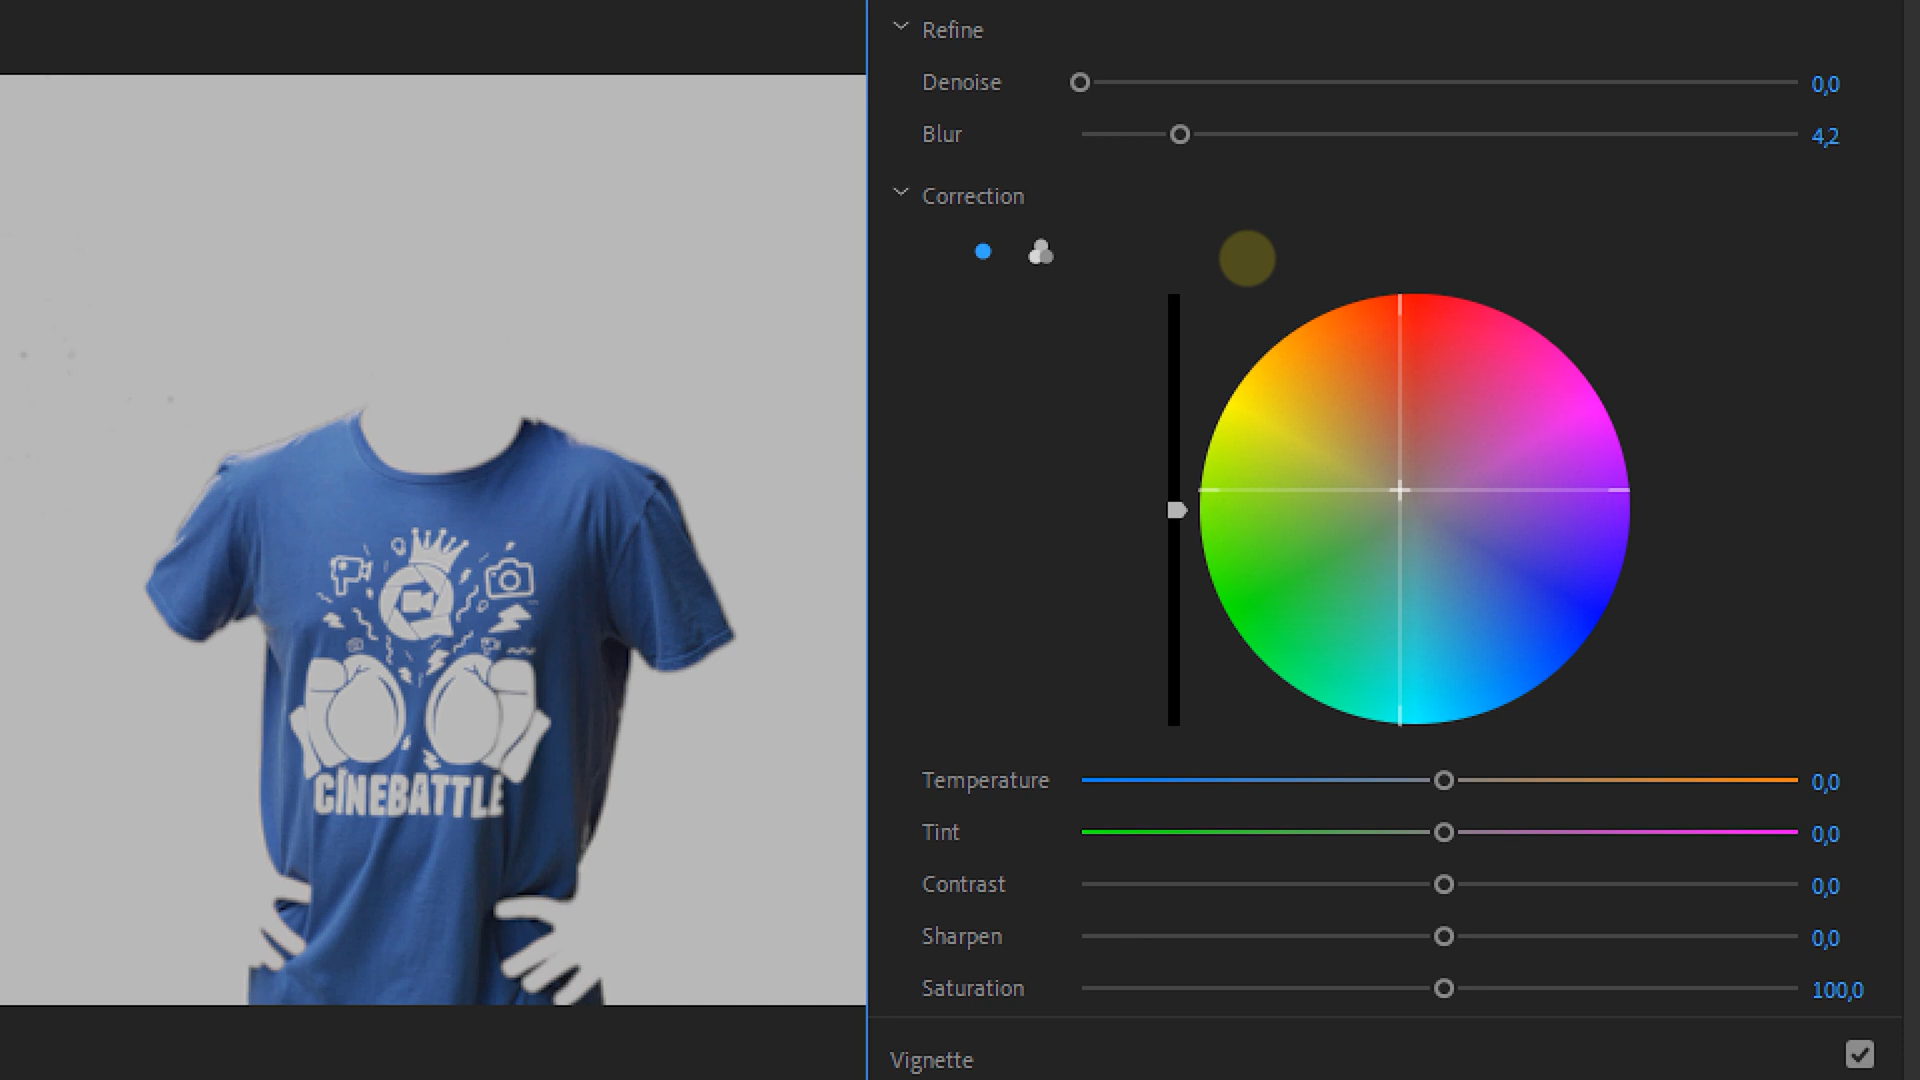 Refine
Denoise 0,0
Blur 4,2
Correction
CINEBATTLE
Temperature 0,0
Tint 0,0
Contrast 0,0
Sharpen 0,0
Saturation 100,0
Vignette